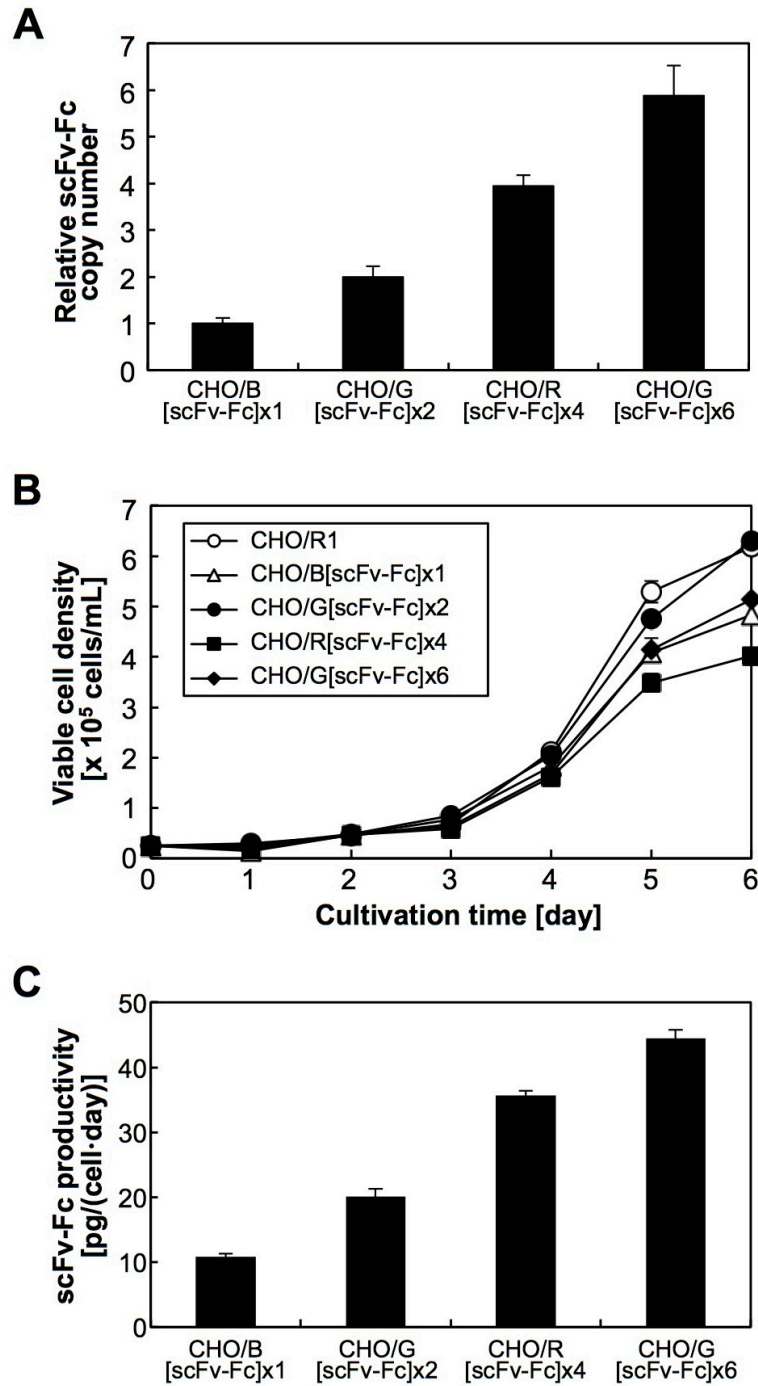 A
Relative scFv-Fc
copy number
7
6
5
4
3
2
1
0
CHO/B
[scFv-Fc]x1
CHO/G
[scFv-Fc]x2
CHO/R
[scFv-Fc]x4
CHO/G
[scFv-Fc]x6
B
Viable cell density
[x 10⁵ cells/mL]
7
6
5
4
3
2
1
0
CHO/R1
CHO/B[scFv-Fc]x1
CHO/G[scFv-Fc]x2
CHO/R[scFv-Fc]x4
CHO/G[scFv-Fc]x6
0 1 2 3 4 5 6
Cultivation time [day]
C
scFv-Fc productivity
[pg/(cell·day)]
50
40
30
20
10
0
CHO/B
[scFv-Fc]x1
CHO/G
[scFv-Fc]x2
CHO/R
[scFv-Fc]x4
CHO/G
[scFv-Fc]x6